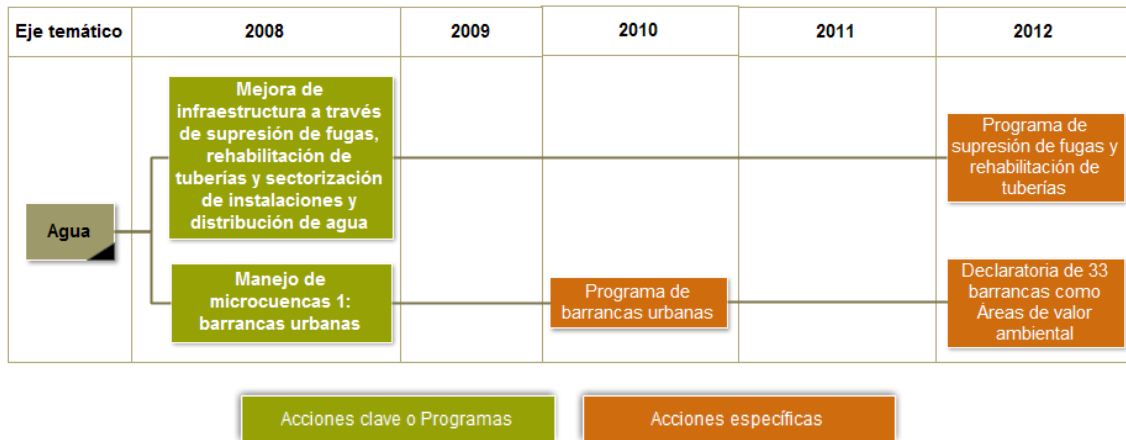 Eje temático 2008 2009 2010 2011 2012
Mejora de
infraestructura a través
de supresión de fugas,
rehabilitación de
tuberías y sectorización
de instalaciones y
distribución de agua
Programa de
supresión de fugas y
rehabilitación de
tuberías
Agua
Manejo de
microcuencas 1:
barrancas urbanas
Programa de
barrancas urbanas
Declaratoria de 33
barrancas como
Áreas de valor
ambiental
Acciones clave o Programas
Acciones específicas